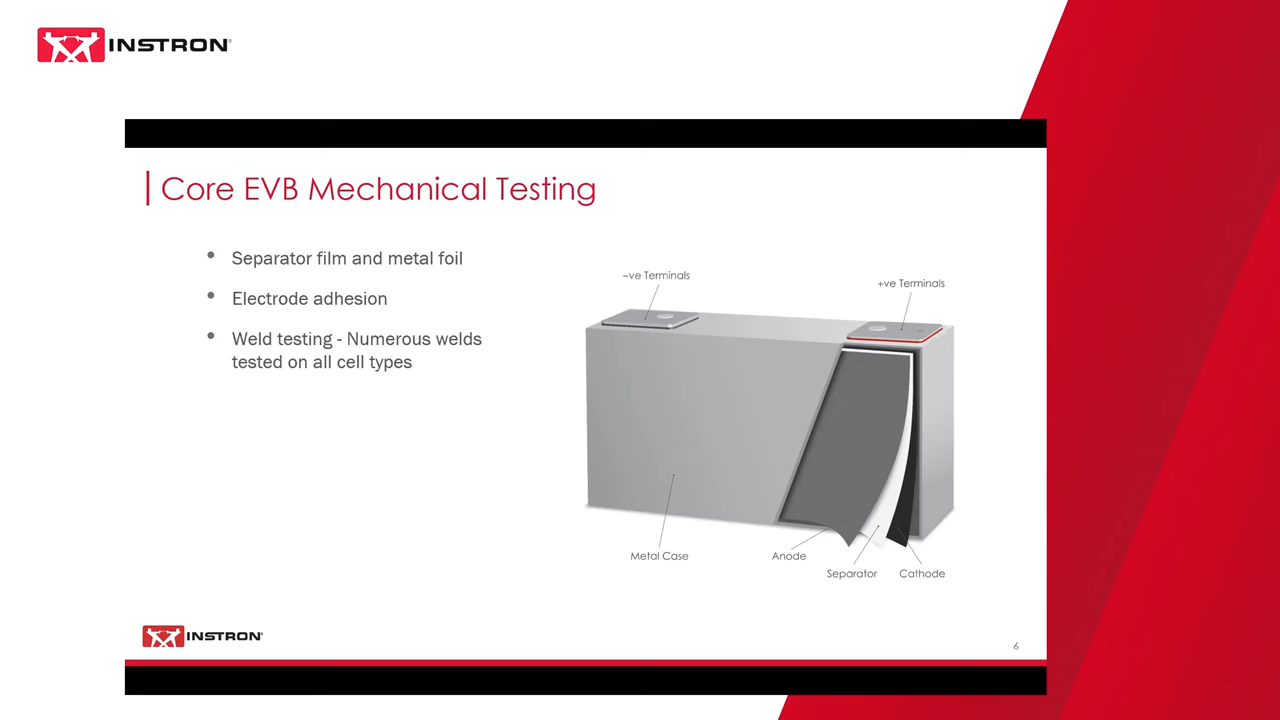 INSTRON®
Core EVB Mechanical Testing
• Separator film and metal foil
• Electrode adhesion
• Weld testing - Numerous welds
tested on all cell types
–ve Terminals
+ve Terminals
Metal Case
Anode
Separator
Cathode
INSTRON®
6